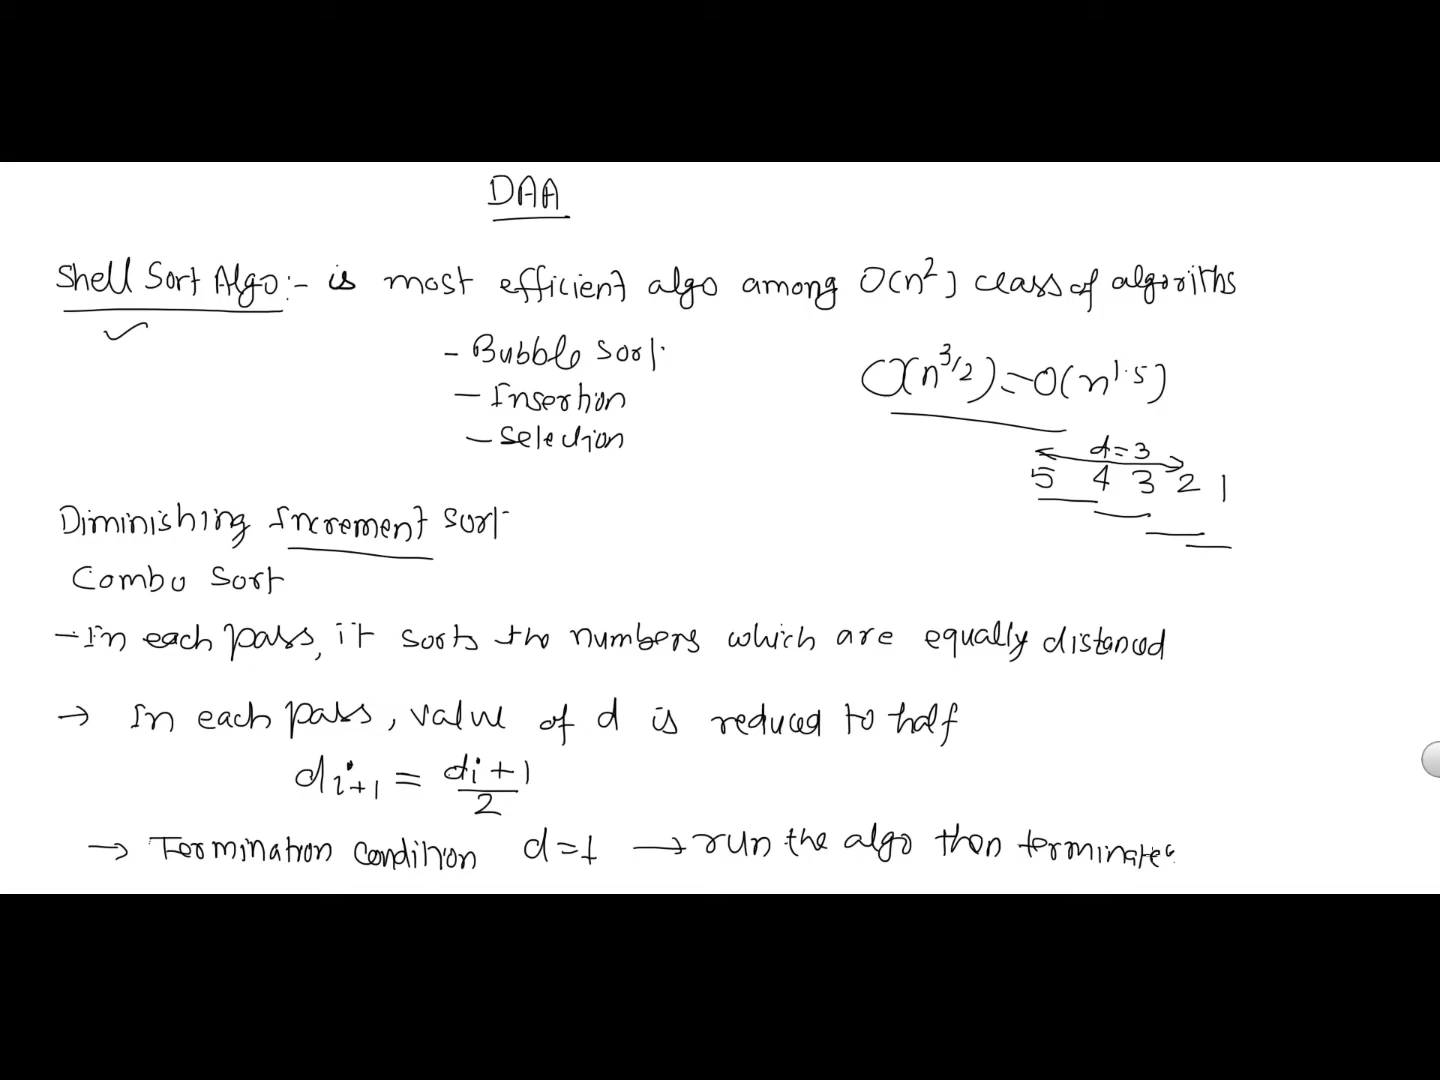 DAA
Shell Sort Algo:- is most efficient algo among O(n²) class of algoriths
- Bubble Sort
- Insertion
- Selection
O(n^3/2) = O(n^1.5)
d=3
5 4 3 2 1
Diminishing Increment Sort
Combo Sort
- In each pass, it sorts the numbers which are equally distanced
→ In each pass, value of d is reduced to half
di+1 = di+1/2
→ Termination condition d=1 → run the algo then terminates